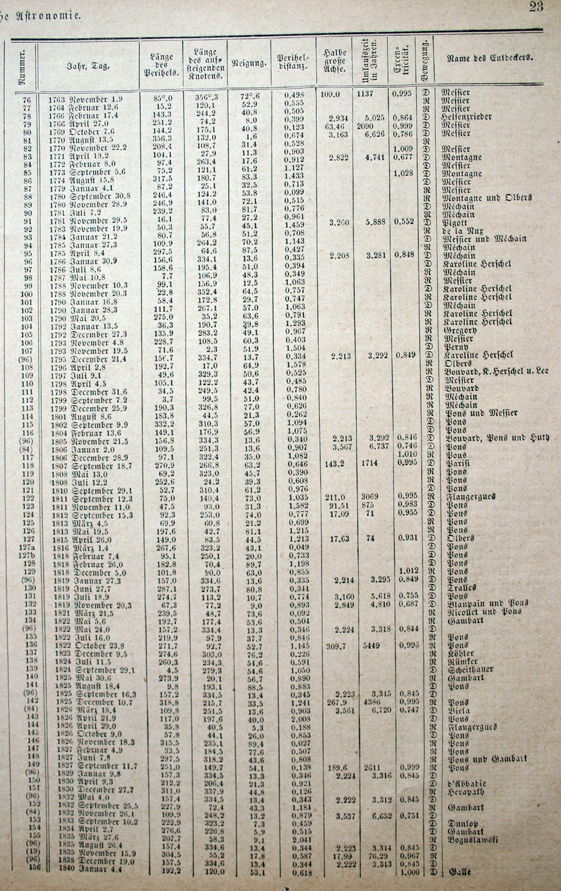 he Astronomie. 23
Nummer. Jahr, Tag. Länge des Perihels. Länge des auf-steigenden Knotens. Neigung. Perihel-distanz. Halbe große Achse. Umlaufszeit in Jahren. Excen-tricität. Bewegung. Name des Entdeckers.
76 1763 November 1.9 85°,0 356°,3 72°,6 0,498 109,0 1137 0,995 D Messier
77 1764 Februar 12.6 15,2 120,1 52,9 0,555 R Messier
78 1766 Februar 17.4 143,3 244,2 40,8 0,505 R Messier
79 1766 April 27.0 251,2 74,2 8,0 0,399 2,934 5,025 0,864 D Helfenzrieder
80 1769 October 7.6 144,2 175,1 40,8 0,123 63,46 2090 0,999 D Messier
81 1770 August 13.5 356,3 132,0 1,6 0,674 3,163 5,626 0,786 D Messier
82 1770 November 22.2 208,4 108,7 31,4 0,528 R
83 1771 April 19.2 104,1 27,9 11,3 0,903 1,009 D Messier
84 1772 Februar 8.0 97,4 263,4 17,6 0,912 2,822 4,741 0,677 D Montagne
85 1773 September 5.6 75,2 121,1 61,2 1,127 D Messier
86 1774 August 15.8 317,5 180,7 83,3 1,433 1,028 D Montagne
87 1779 Januar 4.1 87,2 25,1 32,5 0,713 D
88 1780 September 30.8 246,4 124,2 53,8 0,099 R Messier
89 1780 November 28.9 246,9 141,0 72,1 0,515 R Montagne und Olbers
90 1781 Juli 7.2 239,2 83,0 81,7 0,776 D Méchain
91 1781 November 29.5 16,1 77,4 27,2 0,961 R Méchain
92 1783 November 19.9 50,3 55,7 45,1 1,459 3,260 5,888 0,552 D Pigott
93 1784 Januar 21.2 80,7 56,8 51,2 0,708 R de la Nux
94 1785 Januar 27.3 109,9 264,2 70,2 1,143 D Messier und Méchain
95 1785 April 8.4 297,5 64,6 87,5 0,427 R Méchain
96 1786 Januar 30.9 156,6 334,1 13,6 0,335 2,208 3,281 0,848 D Méchain
97 1786 Juli 8.6 158,6 195,4 51,0 0,394 D Karoline Herschel
98 1787 Mai 10.8 7,7 106,9 48,3 0,349 R Méchain
99 1788 November 10.3 99,1 156,9 12,5 1,063 R Messier
100 1788 November 20.3 22,8 352,4 64,5 0,757 D Karoline Herschel
101 1790 Januar 16.8 58,4 172,8 29,7 0,747 R Karoline Herschel
102 1790 Januar 28.3 111,7 267,1 57,0 1,063 D Méchain
103 1790 Mai 20.5 275,0 35,2 63,6 0,791 R Karoline Herschel
104 1792 Januar 13.5 36,3 190,7 39,8 1,293 R Karoline Herschel
105 1792 December 27.3 135,9 283,2 49,1 0,967 R Gregory
106 1793 November 4.8 228,7 108,5 60,3 0,403 R Messier
107 1793 November 19.5 71,6 2,3 51,9 1,504 D Perny
(96) 1795 December 21.4 156,7 334,7 13,7 0,334 2,213 3,292 0,849 D Karoline Herschel
108 1796 April 2.8 192,7 17,0 64,9 1,578 R Olbers
109 1797 Juli 9.1 49,6 329,3 50,6 0,525 R Bouvard, K. Herschel u. Lee
110 1798 April 4.5 105,1 122,2 43,7 0,485 D Messier
111 1798 December 31.6 34,5 249,5 42,4 0,780 R Bouvard
112 1799 September 7.2 3,7 99,5 51,0 0,840 R Méchain
113 1799 December 25.9 190,3 326,8 77,0 0,626 R Méchain
114 1801 August 8.6 183,8 44,5 21,3 0,262 R Pons und Messier
115 1802 September 9.9 332,2 310,3 57,0 1,094 D Pons
116 1804 Februar 13.6 149,1 176,9 56,9 1,075 D Pons
(96) 1805 November 21.5 156,8 334,3 13,6 0,340 2,213 3,292 0,846 D Bouvard, Pons und Huth
(84) 1806 Januar 2.0 109,5 251,3 13,6 0,907 3,567 6,737 0,746 D Pons
117 1806 December 28.9 97,1 322,4 35,0 1,082 1,010 R Pons
118 1807 September 18.7 270,9 266,8 63,2 0,646 143,2 1714 0,995 D Parisi
119 1808 Mai 13.0 69,2 323,0 45,7 0,390 R Pons
120 1808 Juli 12.2 252,6 24,2 39,3 0,608 R Pons
121 1810 September 29.1 52,7 310,4 61,2 0,976 D Pons
122 1811 September 12.3 75,0 140,4 73,0 1,035 211,0 3069 0,995 R Flaugergues
123 1811 November 11.0 47,5 93,0 31,3 1,582 91,51 875 0,983 D Pons
124 1812 September 15.3 92,3 253,0 74,0 0,777 17,09 71 0,955 D Pons
125 1813 März 4.5 69,9 60,8 21,2 0,699 R Pons
126 1813 Mai 19.5 197,6 42,7 81,1 1,215 R Pons
127 1815 April 26.0 149,0 83,5 44,5 1,213 17,63 74 0,931 D Olbers
127a 1816 März 1.4 267,6 323,2 43,1 0,049 D Pons
127b 1818 Februar 7.4 95,1 250,1 20,0 0,733 D Pons
128 1818 Februar 26.0 182,8 70,4 89,7 1,198 D Pons
129 1818 December 5.0 101,8 90,0 63,0 0,855 1,012 R Pons
(96) 1819 Januar 27.3 157,0 334,6 13,6 0,335 2,214 3,295 0,849 D Pons
130 1819 Juni 27.7 287,1 273,7 80,8 0,341 D Tralles
131 1819 Juli 18.9 274,7 113,2 10,7 0,774 3,160 5,618 0,755 D Pons
132 1819 November 20.3 67,3 77,2 9,0 0,893 2,849 4,810 0,687 D Blanpain und Pons
133 1821 März 21.5 239,5 48,7 73,6 0,092 R Nicollet und Pons
134 1822 Mai 5.6 192,7 177,4 53,6 0,504 R Gambart
(96) 1822 Mai 24.0 157,2 334,4 13,3 0,346 2,224 3,318 0,844 D
135 1822 Juli 16.0 219,9 97,9 37,7 0,846 R Pons
136 1822 October 23.8 271,7 92,7 52,7 1,145 309,7 5449 0,996 R Pons
137 1823 December 9.5 274,6 303,0 76,2 0,226 R Köhler
138 1824 Juli 11.5 260,3 234,3 54,6 0,591 R Rümker
139 1824 September 29.1 4,5 279,3 54,6 1,050 D Scheithauer
140 1825 Mai 30.6 273,9 20,1 56,7 0,890 R Gambart
141 1825 August 18.4 9,8 193,1 88,5 0,883 D Pons
(96) 1825 September 16.3 157,2 334,5 13,4 0,345 2,223 3,315 0,845 D
142 1825 December 10.7 318,8 215,7 33,5 1,241 267,9 4386 0,995 R Pons
(84) 1826 März 18.4 109,8 251,5 13,6 0,903 3,561 6,720 0,747 D Biela
143 1826 April 21.9 117,0 197,6 40,0 2,008 D Pons
144 1826 April 29.0 35,8 40,5 5,3 0,188 R Flaugergues
145 1826 October 9.0 57,8 44,1 26,0 0,853 D Pons
146 1826 November 18.3 315,5 235,1 89,4 0,027 R Pons
147 1827 Februar 4.9 33,5 184,5 77,6 0,507 R Pons
148 1827 Juni 7.8 297,5 318,2 43,6 0,808 R Pons und Gambart
149 1827 September 11.7 251,0 149,7 54,1 0,138 189,6 2611 0,999 R Pons
(96) 1829 Januar 9.8 157,3 334,5 13,3 0,346 2,224 3,316 0,845 D
150 1830 April 9.3 212,2 206,4 21,3 0,921 D d'Abbadie
151 1830 December 27.7 311,0 337,9 44,8 0,126 R Herapath
(96) 1832 Mai 4.0 157,4 334,5 13,4 0,343 2,222 3,312 0,845 D
152 1832 September 25.5 227,9 72,4 43,3 1,184 R Gambart
(84) 1832 November 26.1 109,9 248,2 13,2 0,879 3,537 6,652 0,751 D
153 1833 September 10.2 222,9 323,2 7,3 0,459 D Dunlop
154 1834 April 2.7 276,6 226,8 5,9 0,515 D Gambart
155 1835 März 27.6 207,7 58,3 9,1 2,041 R Boguslawski
(96) 1835 August 26.4 157,4 334,6 13,4 0,344 2,223 3,314 0,845 D
(19) 1835 November 15.9 304,5 55,2 17,8 0,587 17,99 76,29 0,967 R
(96) 1838 December 19.0 157,5 334,6 13,4 0,344 2,222 3,313 0,845 D
156 1840 Januar 4.4 192,2 120,0 53,1 0,618 1,000 D Galle